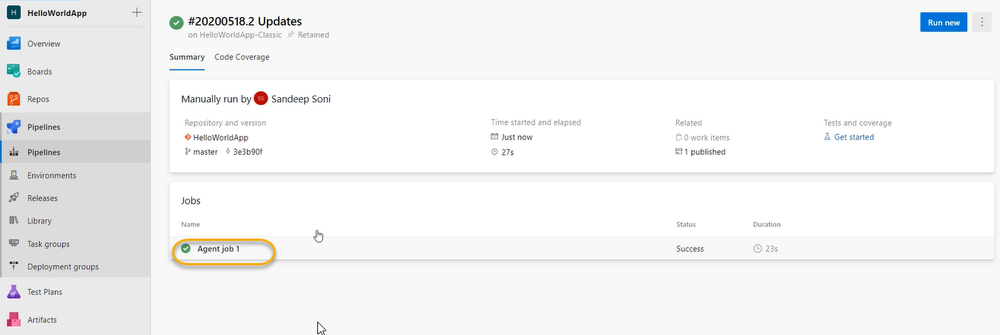 H HelloWorldApp
Overview
Boards
Repos
Pipelines
Pipelines
Environments
Releases
Library
Task groups
Deployment groups
Test Plans
Artifacts
#20200518.2 Updates
on HelloWorldApp-Classic Retained
Run new
Summary Code Coverage
Manually run by SS Sandeep Soni
Repository and version Time started and elapsed Related Tests and coverage
HelloWorldApp Just now 0 work items Get started
master 3e3b90f 27s 1 published
Jobs
Name Status Duration
Agent job 1 Success 23s